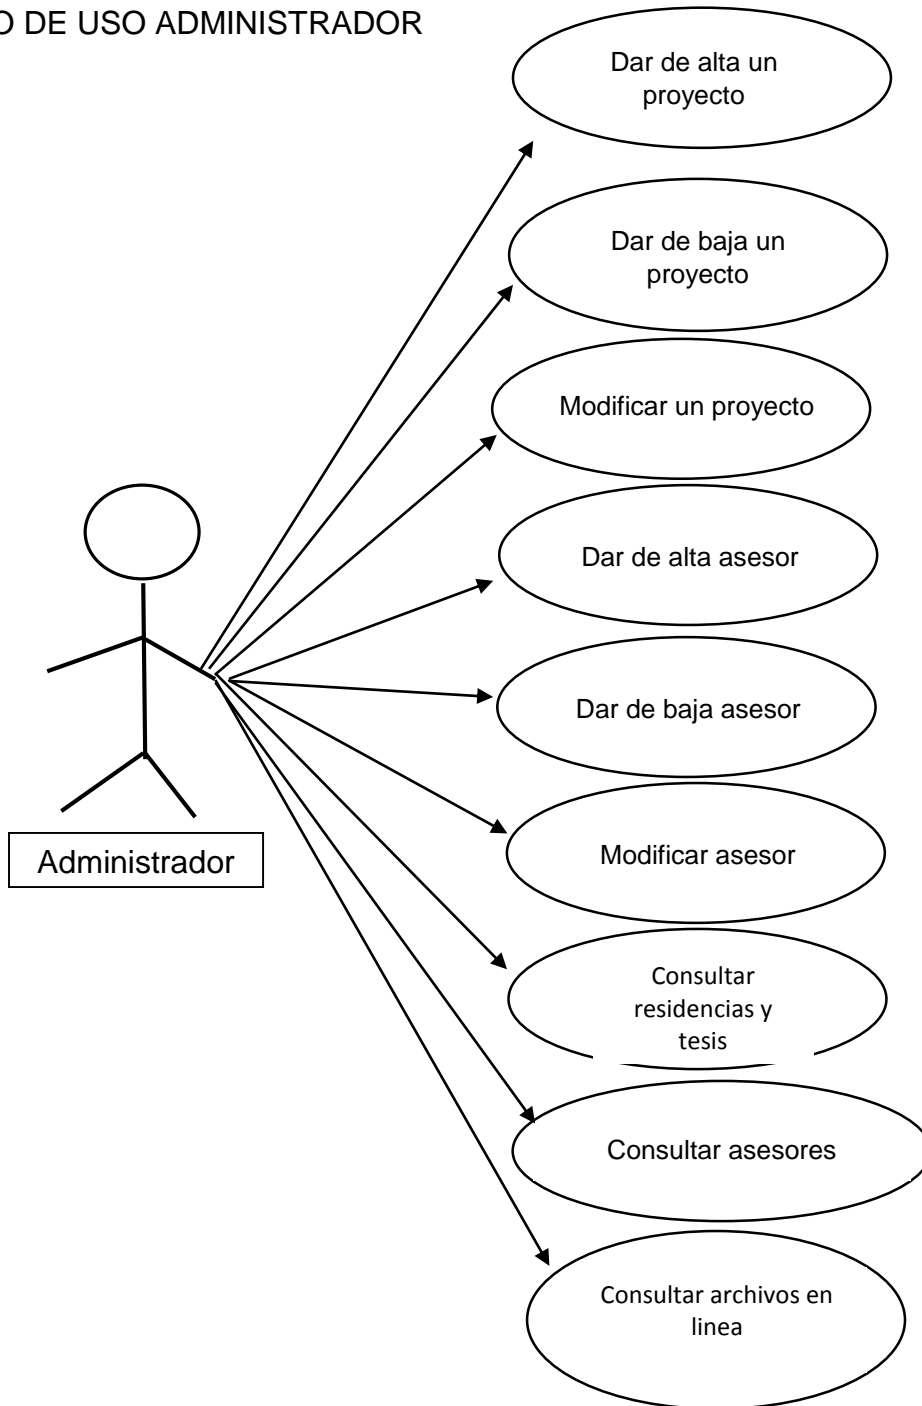 O DE USO ADMINISTRADOR
Dar de alta un
proyecto
Dar de baja un
proyecto
Modificar un proyecto
Dar de alta asesor
Dar de baja asesor
Modificar asesor
Administrador
Consultar
residencias y
tesis
Consultar asesores
Consultar archivos en
linea